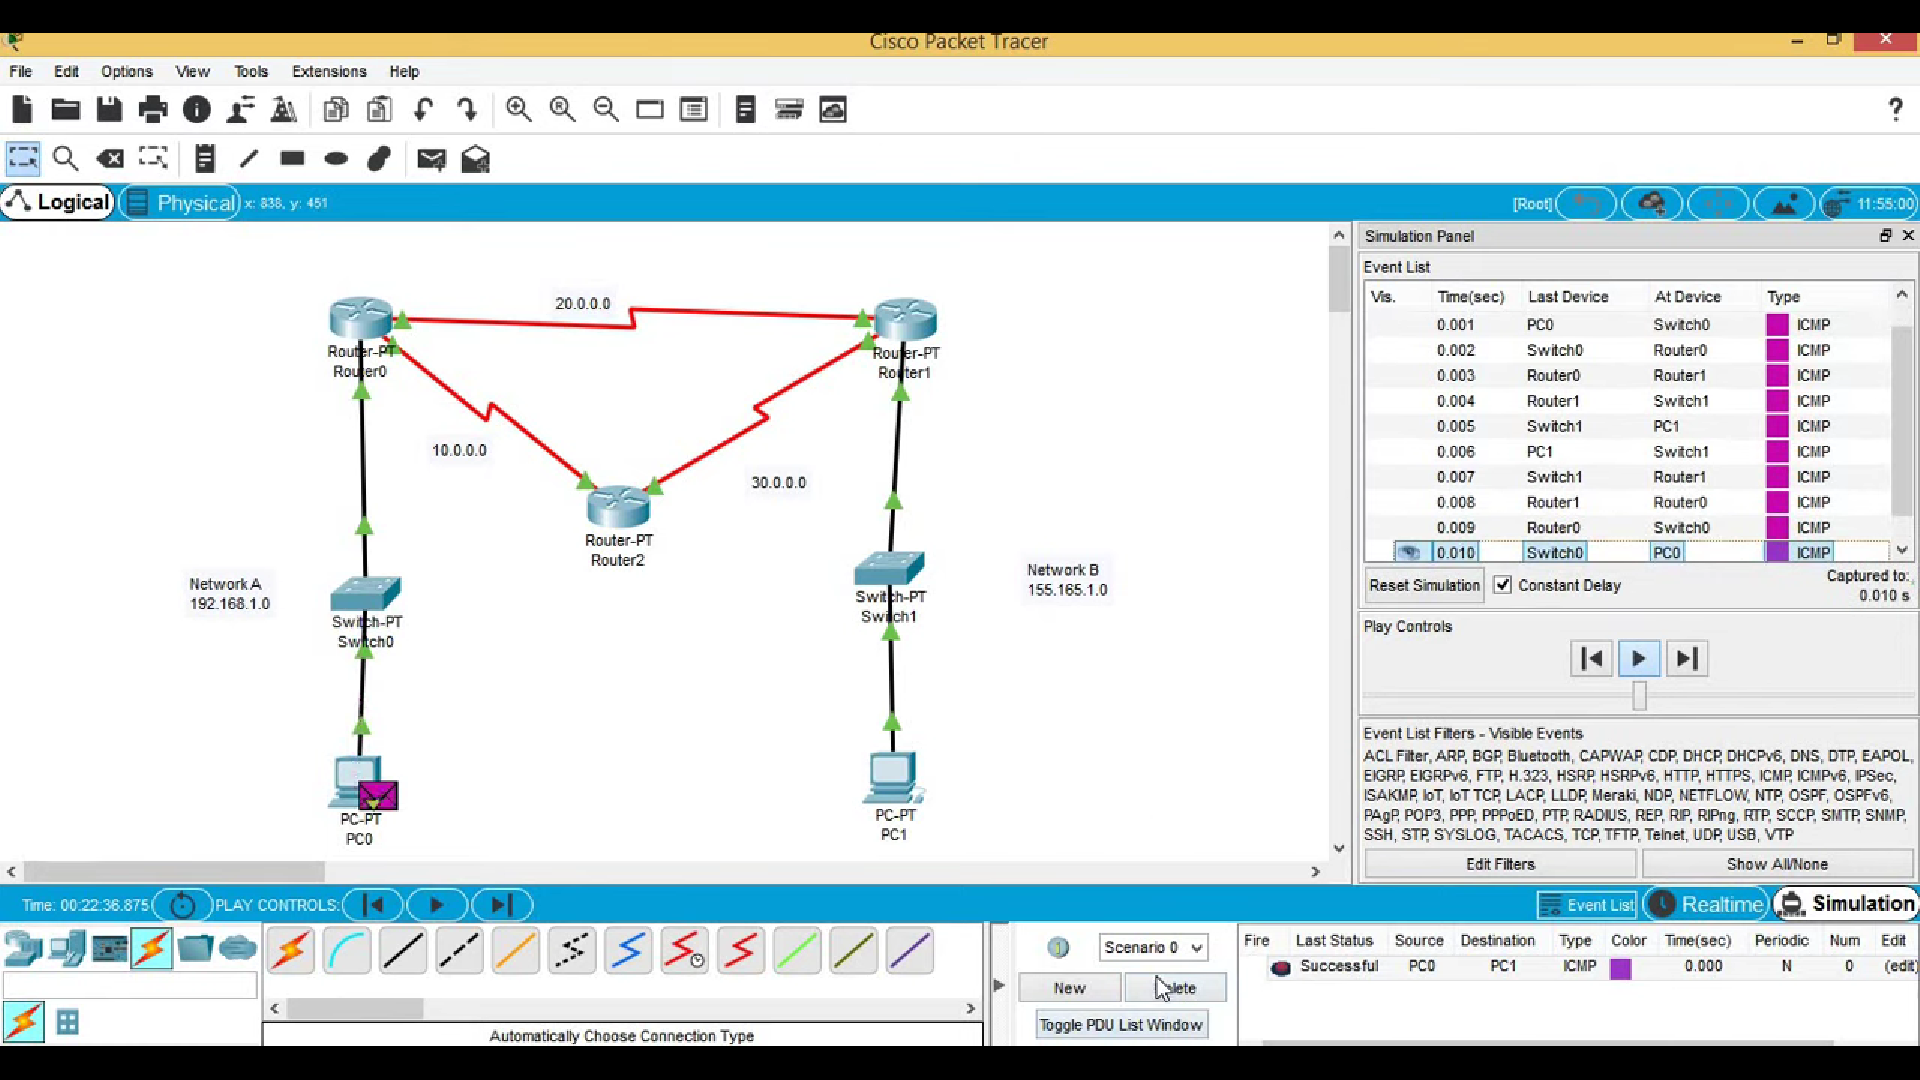 Cisco Packet Tracer
File Edit Options View Tools Extensions Help
?
Logical Physical x: 838, y: 451 [Root] 11:55:00
Simulation Panel
Event List
Vis. Time(sec) Last Device At Device Type
0.001 PC0 Switch0 ICMP
0.002 Switch0 Router0 ICMP
0.003 Router0 Router1 ICMP
0.004 Router1 Switch1 ICMP
0.005 Switch1 PC1 ICMP
0.006 PC1 Switch1 ICMP
0.007 Switch1 Router1 ICMP
0.008 Router1 Router0 ICMP
0.009 Router0 Switch0 ICMP
0.010 Switch0 PC0 ICMP
Reset Simulation Constant Delay Captured to:
0.010 s
Play Controls
Event List Filters - Visible Events
ACL Filter, ARP, BGP, Bluetooth, CAPWAP, CDP, DHCP, DHCPv6, DNS, DTP, EAPOL,
EIGRP, EIGRPv6, FTP, H.323, HSRP, HSRPv6, HTTP, HTTPS, ICMP, ICMPv6, IPSec,
ISAKMP, IoT, IoT TCP, LACP, LLDP, Meraki, NDP, NETFLOW, NTP, OSPF, OSPFv6,
PAgP, POP3, PPP, PPPoED, PTP, RADIUS, REP, RIP, RIPng, RTP, SCCP, SMTP, SNMP,
SSH, STP, SYSLOG, TACACS, TCP, TFTP, Telnet, UDP, USB, VTP
Edit Filters Show All/None
20.0.0.0
Router-PT
Router0
Router-PT
Router1
10.0.0.0
30.0.0.0
Router-PT
Router2
Network A
192.168.1.0
Switch-PT
Switch0
Switch-PT
Switch1
Network B
155.165.1.0
PC-PT
PC0
PC-PT
PC1
Time: 00:22:36.875 PLAY CONTROLS: Event List Realtime Simulation
Scenario 0
New
Toggle PDU List Window
Fire Last Status Source Destination Type Color Time(sec) Periodic Num Edit
Successful PC0 PC1 ICMP 0.000 N 0 (edit)
Automatically Choose Connection Type